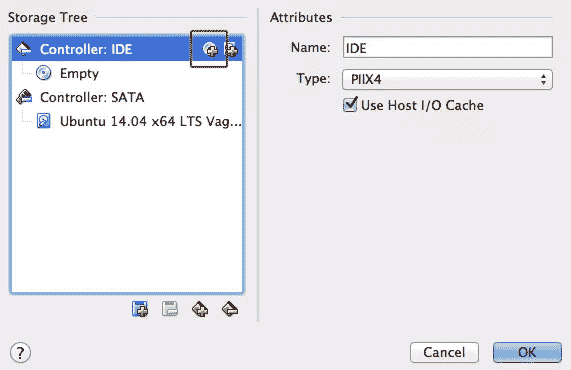 Storage Tree
Controller: IDE
Empty
Controller: SATA
Ubuntu 14.04 x64 LTS Vag...
Attributes
Name: IDE
Type: PIIX4
Use Host I/O Cache
? Cancel OK